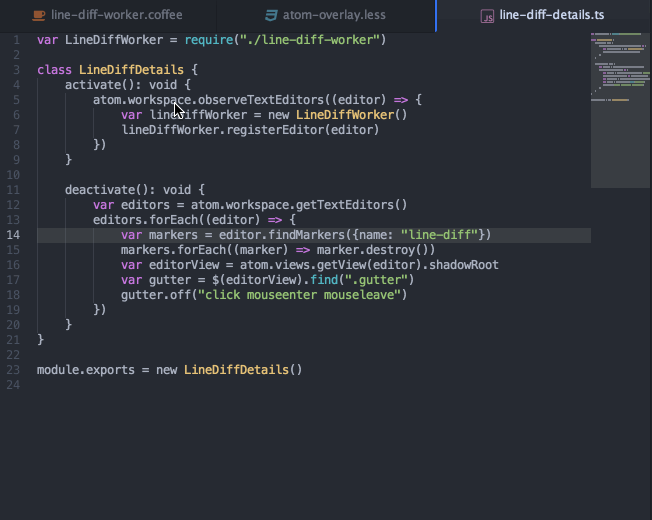 line-diff-worker.coffee atom-overlay.less line-diff-details.ts
1 var LineDiffWorker = require("./line-diff-worker")
2
3 class LineDiffDetails {
4 activate(): void {
5 atom.workspace.observeTextEditors((editor) => {
6 var lineDiffWorker = new LineDiffWorker()
7 lineDiffWorker.registerEditor(editor)
8 })
9 }
10
11 deactivate(): void {
12 var editors = atom.workspace.getTextEditors()
13 editors.forEach((editor) => {
14 var markers = editor.findMarkers({name: "line-diff"})
15 markers.forEach((marker) => marker.destroy())
16 var editorView = atom.views.getView(editor).shadowRoot
17 var gutter = $(editorView).find(".gutter")
18 gutter.off("click mouseenter mouseleave")
19 })
20 }
21 }
22
23 module.exports = new LineDiffDetails()
24